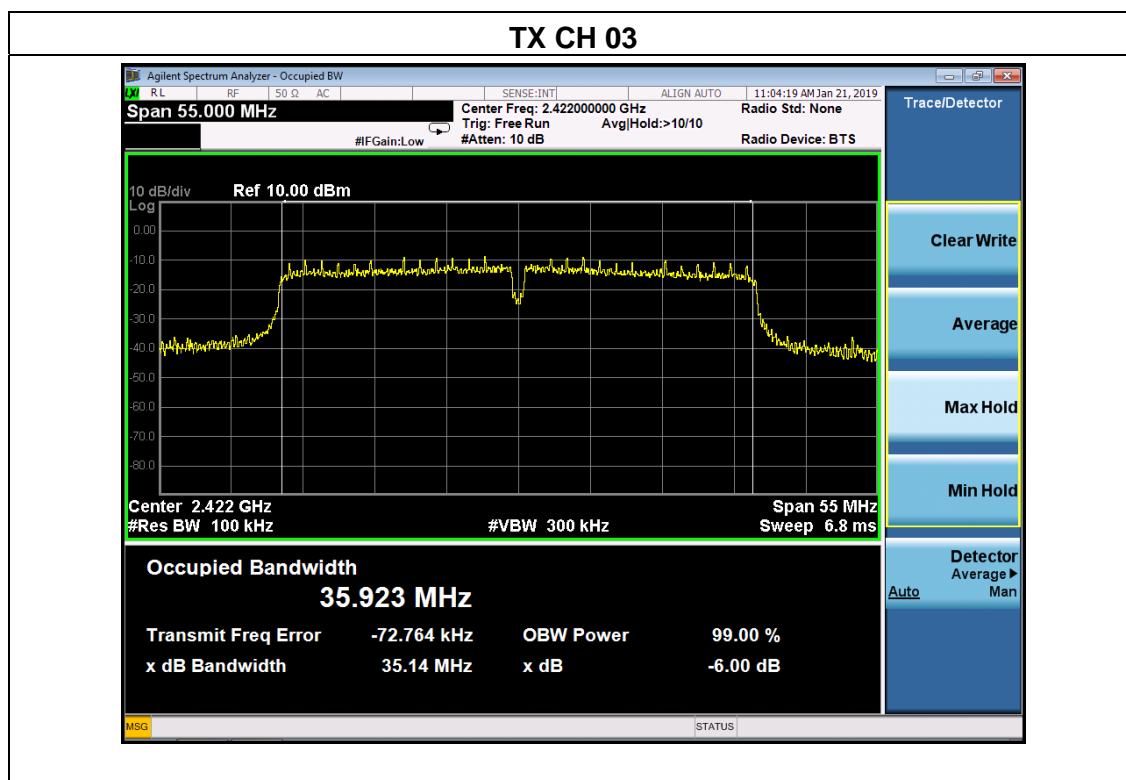 TX CH 03
Agilent Spectrum Analyzer - Occupied BW
LXI RL RF 50 Ω AC SENSE:INT ALIGN AUTO 11:04:19 AM Jan 21, 2019
Span 55.000 MHz
Center Freq: 2.422000000 GHz
Radio Std: None
Trig: Free Run Avg|Hold:>10/10
#IFGain:Low
#Atten: 10 dB
Radio Device: BTS
Trace/Detector
10 dB/div Ref 10.00 dBm
Log
0.00
-10.0
-20.0
-30.0
-40.0
-50.0
-60.0
-70.0
-80.0
Center 2.422 GHz
Span 55 MHz
#Res BW 100 kHz
#VBW 300 kHz
Sweep 6.8 ms
Clear Write
Average
Max Hold
Min Hold
Detector
Average▶
Auto Man
Occupied Bandwidth
35.923 MHz
Transmit Freq Error -72.764 kHz OBW Power 99.00 %
x dB Bandwidth 35.14 MHz x dB -6.00 dB
MSG STATUS